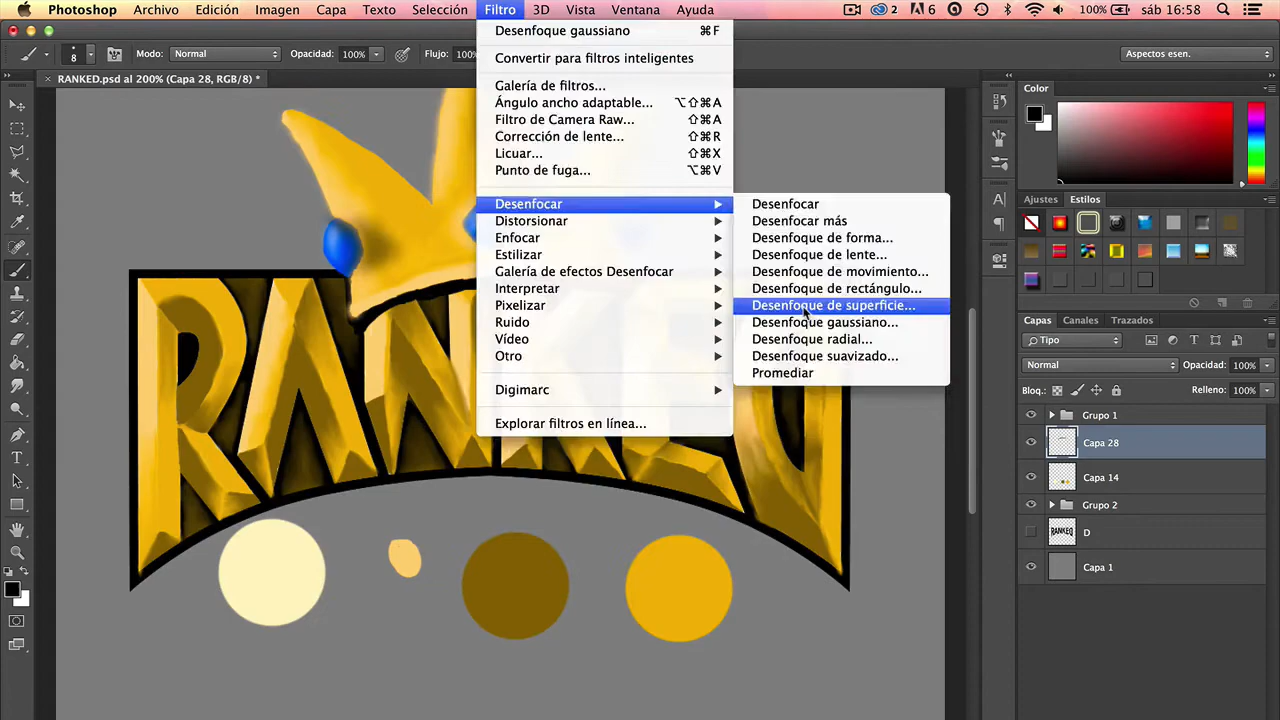 Photoshop Archivo Edición Imagen Capa Texto Selección Filtro 3D Vista Ventana Ayuda 2 6 100% sáb 16:58
8 Modo: Normal Opacidad: 100% Flujo: 100% Aspectos esen.
RANKED.psd al 200% (Capa 28, RGB/8) *
Desenfoque gaussiano ⌘F
Convertir para filtros inteligentes
Galería de filtros...
Ángulo ancho adaptable... ⌥⇧⌘A
Filtro de Camera Raw... ⇧⌘A
Corrección de lente... ⇧⌘R
Licuar... ⇧⌘X
Punto de fuga... ⌥⌘V
Desenfocar
Distorsionar
Enfocar
Estilizar
Galería de efectos Desenfocar
Interpretar
Pixelizar
Ruido
Vídeo
Otro
Digimarc
Explorar filtros en línea...
Desenfocar
Desenfocar más
Desenfoque de forma...
Desenfoque de lente...
Desenfoque de movimiento...
Desenfoque de rectángulo...
Desenfoque de superficie...
Desenfoque gaussiano...
Desenfoque radial...
Desenfoque suavizado...
Promediar
RANKED
Color
Ajustes Estilos
Capas Canales Trazados
Tipo
Normal Opacidad: 100%
Bloq.: Relleno: 100%
Grupo 1
Capa 28
Capa 14
Grupo 2
RANKED D
Capa 1